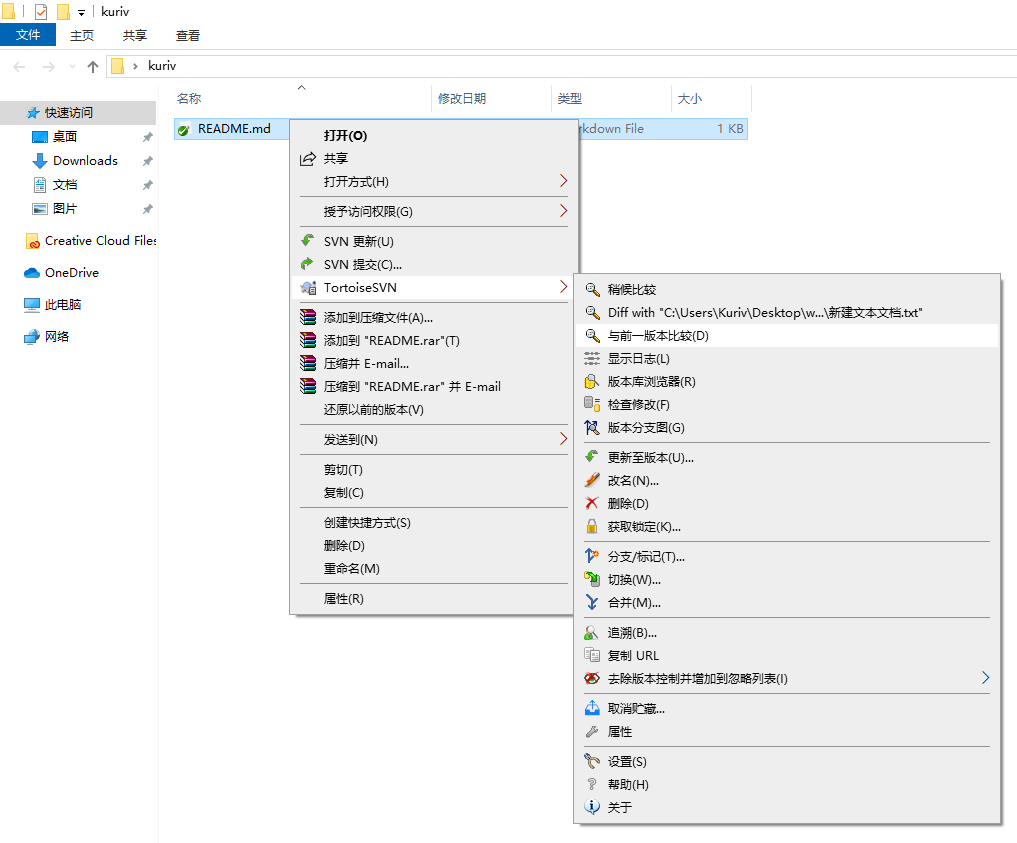 kuriv
文件 主页 共享 查看
kuriv
名称 修改日期 类型 大小
快速访问
桌面
Downloads
文档
图片
Creative Cloud Files
OneDrive
此电脑
网络
README.md rkdown File 1 KB
打开(O)
共享
打开方式(H)
授予访问权限(G)
SVN 更新(U)
SVN 提交(C)...
TortoiseSVN
添加到压缩文件(A)...
添加到 "README.rar"(T)
压缩并 E-mail...
压缩到 "README.rar" 并 E-mail
还原以前的版本(V)
发送到(N)
剪切(T)
复制(C)
创建快捷方式(S)
删除(D)
重命名(M)
属性(R)
稍候比较
Diff with "C:\Users\Kuriv\Desktop\w...\新建文本文档.txt"
与前一版本比较(D)
显示日志(L)
版本库浏览器(R)
检查修改(F)
版本分支图(G)
更新至版本(U)...
改名(N)...
删除(D)
获取锁定(K)...
分支/标记(T)...
切换(W)...
合并(M)...
追溯(B)...
复制 URL
去除版本控制并增加到忽略列表(I)
取消贮藏...
属性
设置(S)
帮助(H)
关于